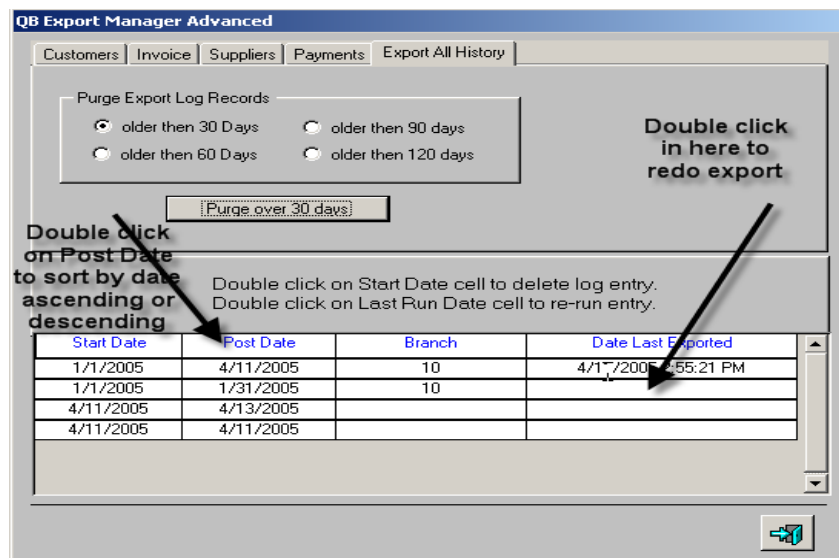 QB Export Manager Advanced
Customers Invoice Suppliers Payments Export All History
Purge Export Log Records
older then 30 Days older then 90 days
older then 60 Days older then 120 days
Purge over 30 days
Double click
in here to
redo export
Double click
on Post Date
to sort by date
ascending or
descending
Double click on Start Date cell to delete log entry.
Double click on Last Run Date cell to re-run entry.
Start Date Post Date Branch Date Last Exported
1/1/2005 4/11/2005 10 2:55:21 PM
1/1/2005 1/31/2005 10
4/11/2005 4/13/2005
4/11/2005 4/11/2005